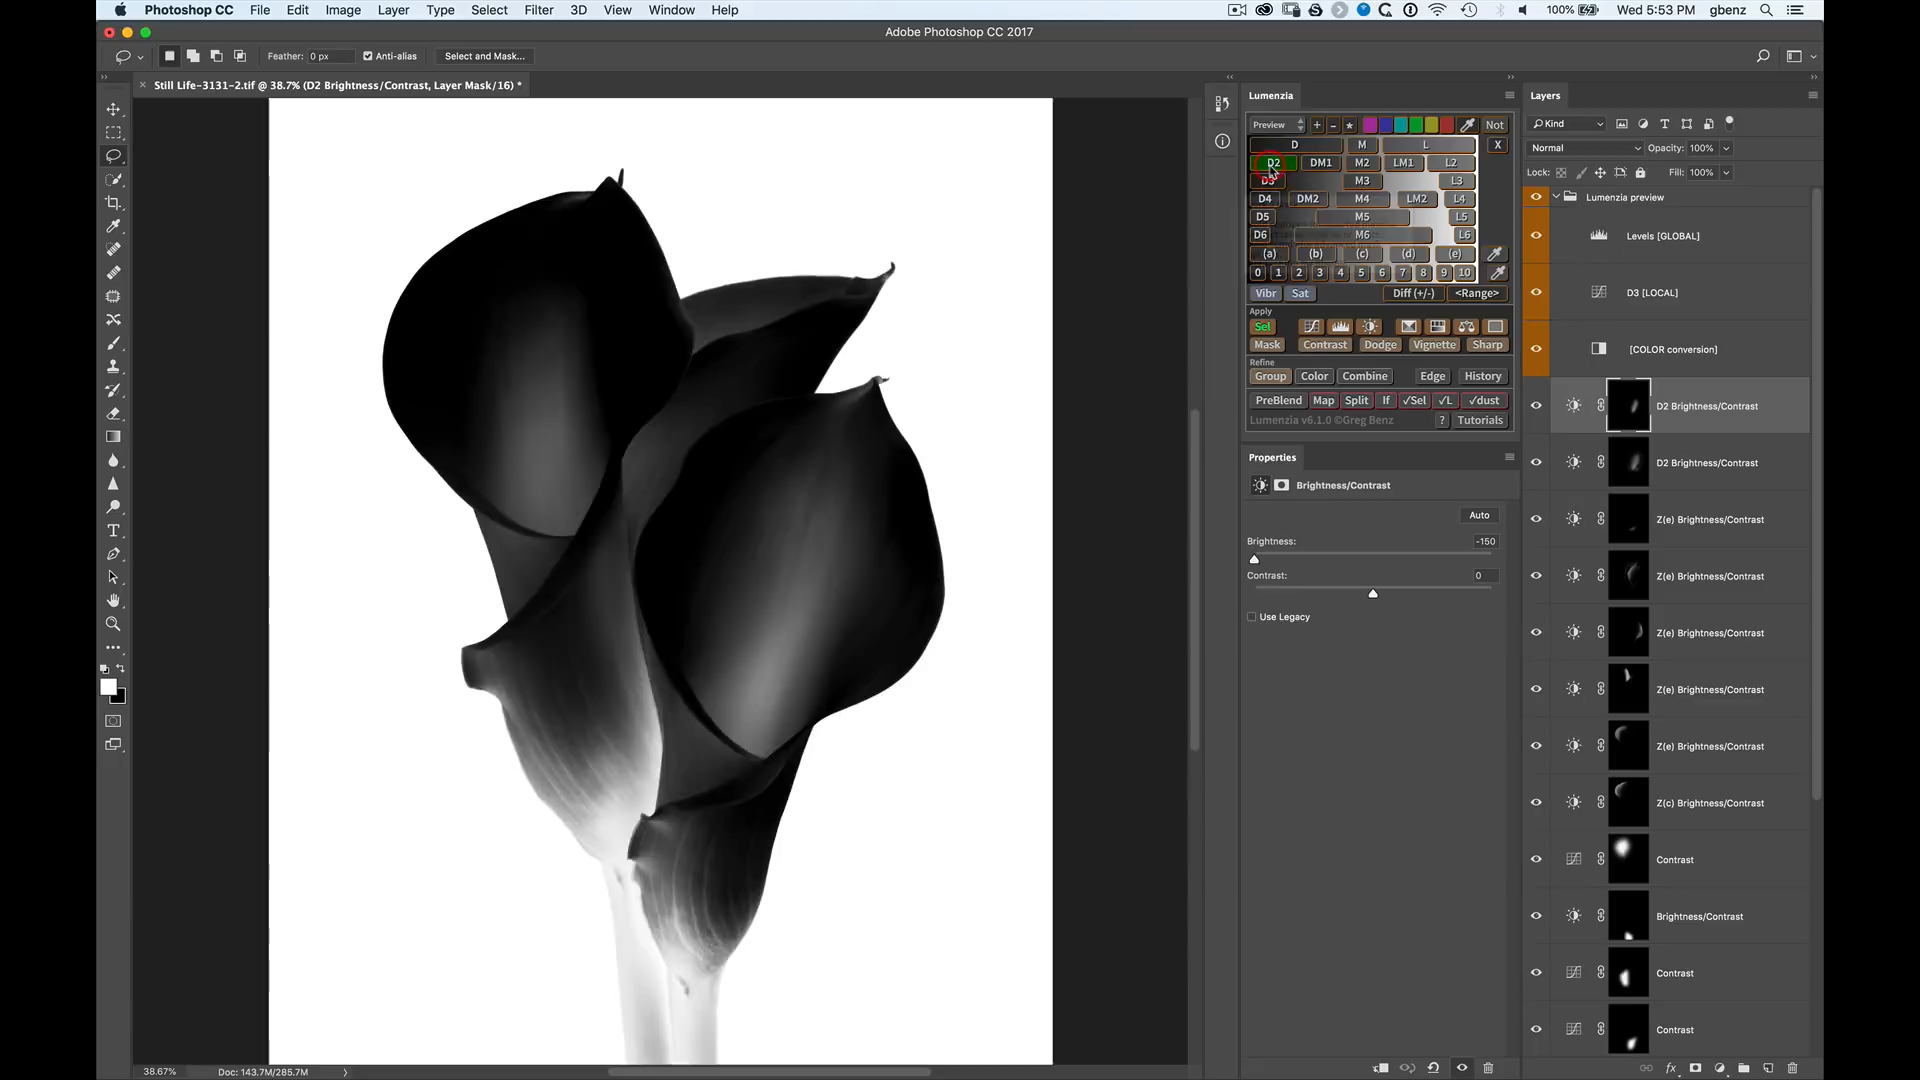 Photoshop CC File Edit Image Layer Type Select Filter 3D View Window Help 100% Wed 5:53 PM gbenz
Adobe Photoshop CC 2017
Feather: 0 px Anti-alias Select and Mask...
Still Life-3131-2.tif @ 38.7% (D2 Brightness/Contrast, Layer Mask/16) *
Lumenzia
Preview + - * Not
D M L X
D2 DM1 M2 LM1 L2
D3 M3 L3
D4 DM2 M4 LM2 L4
D5 M5 L5
D6 M6 L6
(a) (b) (c) (d) (e)
0 1 2 3 4 5 6 7 8 9 10
Vibr Sat Diff (+/-) <Range>
Apply
Sel
Mask Contrast Dodge Vignette Sharp
Refine
Group Color Combine Edge History
PreBlend Map Split If √Sel √L √dust
Lumenzia v6.1.0 ©Greg Benz ? Tutorials
Properties
Brightness/Contrast
Auto
Brightness: -150
Contrast: 0
Use Legacy
Layers
Kind
Normal Opacity: 100%
Lock: Fill: 100%
Lumenzia preview
Levels [GLOBAL]
D3 [LOCAL]
[COLOR conversion]
D2 Brightness/Contrast
D2 Brightness/Contrast
Z(e) Brightness/Contrast
Z(e) Brightness/Contrast
Z(e) Brightness/Contrast
Z(e) Brightness/Contrast
Z(e) Brightness/Contrast
Z(c) Brightness/Contrast
Contrast
Brightness/Contrast
Contrast
Contrast
38.67% Doc: 143.7M/285.7M
fx